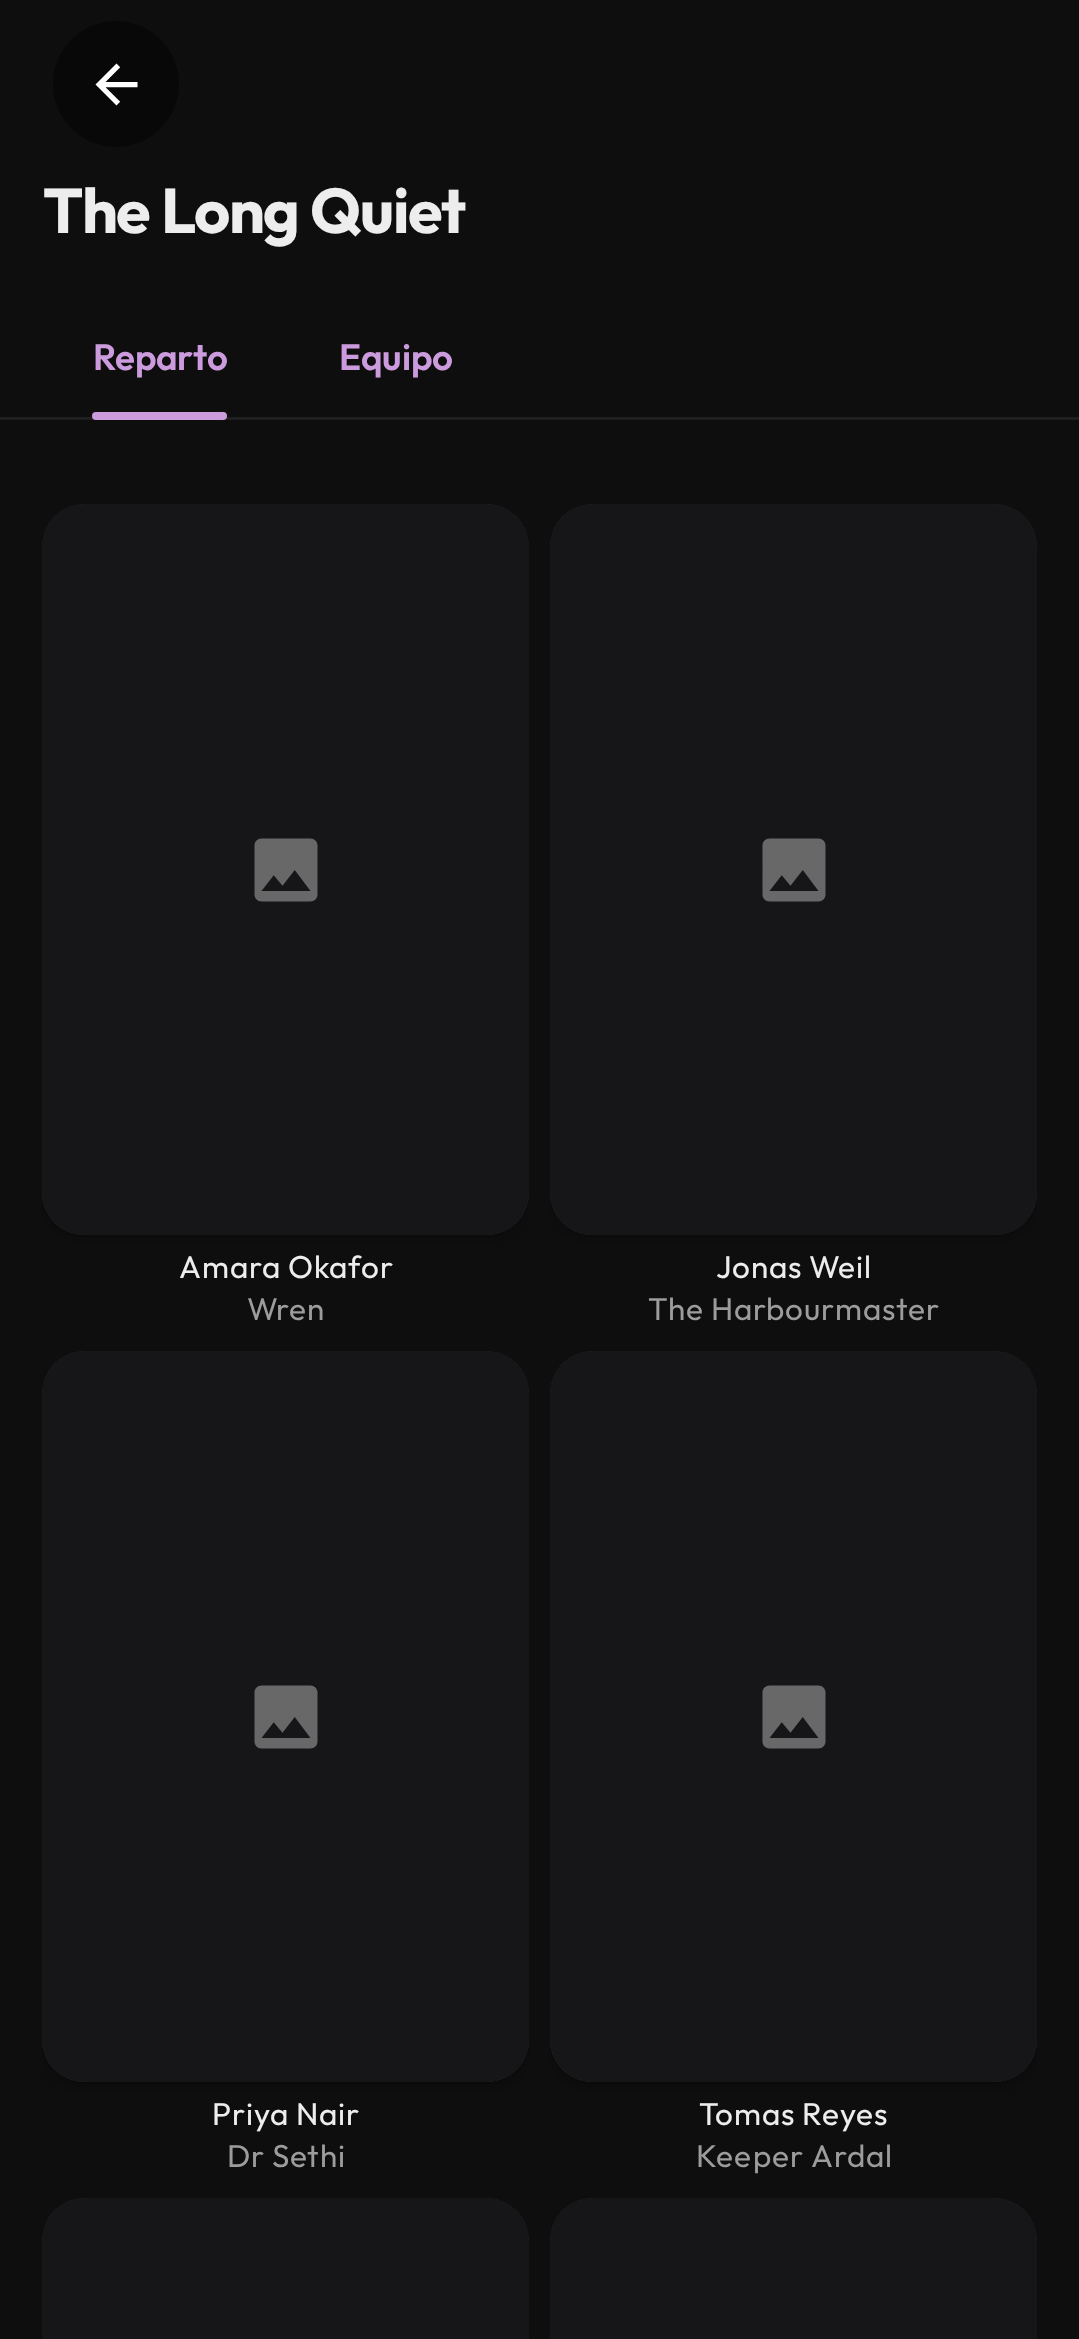 The Long Quiet
Reparto
Equipo
Amara Okafor
Wren
Jonas Weil
The Harbourmaster
Priya Nair
Dr Sethi
Tomas Reyes
Keeper Ardal